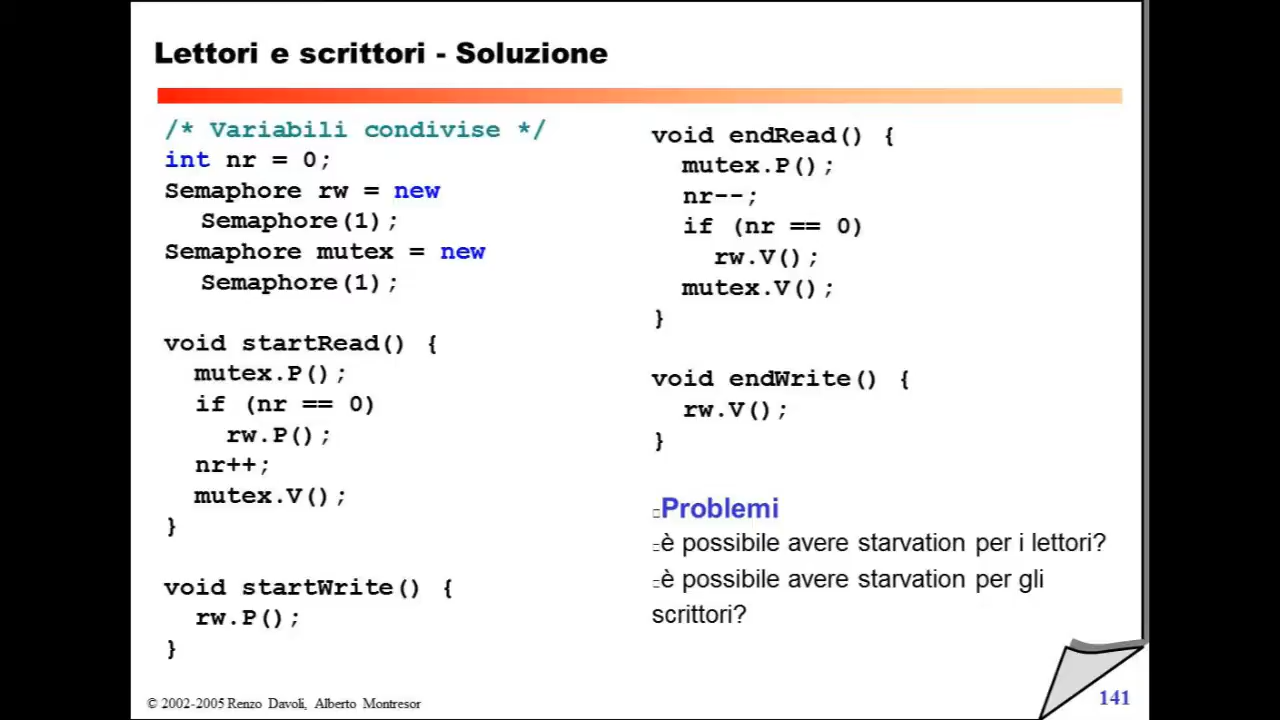 Lettori e scrittori - Soluzione
/* Variabili condivise */
int nr = 0;
Semaphore rw = new
Semaphore(1);
Semaphore mutex = new
Semaphore(1);
void startRead() {
mutex.P();
if (nr == 0)
rw.P();
nr++;
mutex.V();
}
void startWrite() {
rw.P();
}
void endRead() {
mutex.P();
nr--;
if (nr == 0)
rw.V();
mutex.V();
}
void endWrite() {
rw.V();
}
Problemi
è possibile avere starvation per i lettori?
è possibile avere starvation per gli
scrittori?
© 2002-2005 Renzo Davoli, Alberto Montresor
141